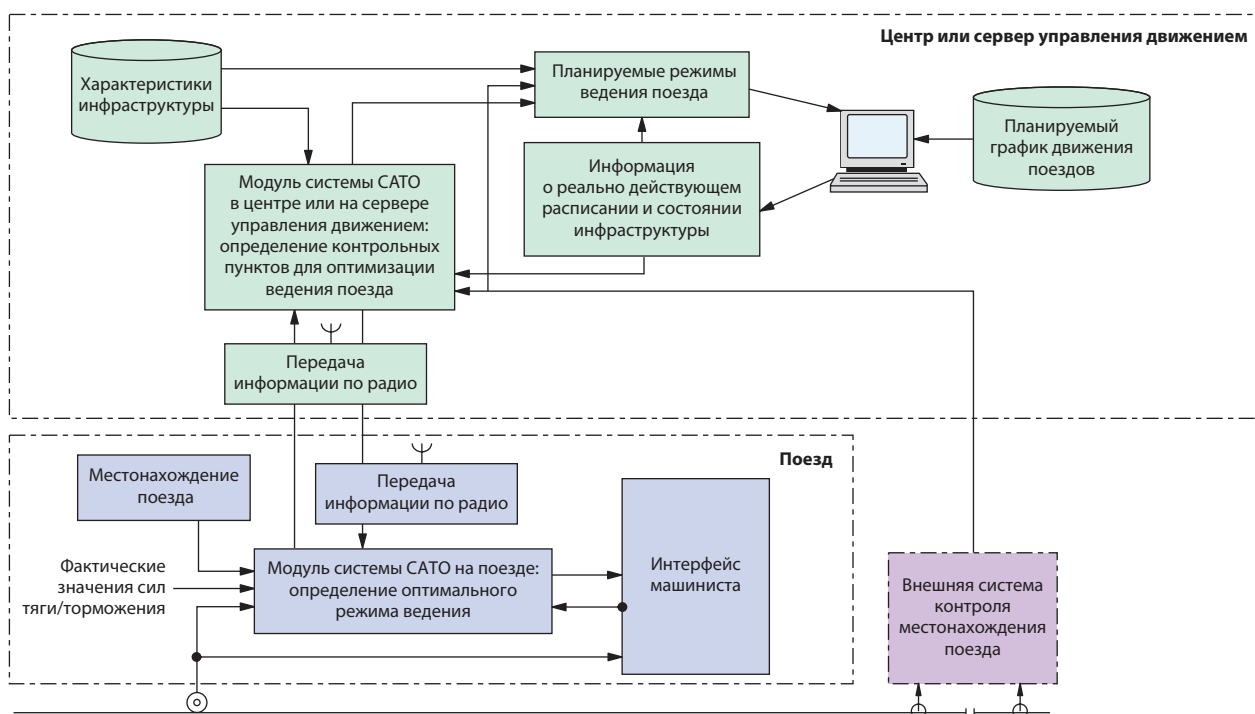 Центр или сервер управления движением
Характеристики
инфраструктуры
Планируемые режимы
ведения поезда
Планируемый
график движения
поездов
Информация
о реально действующем
расписании и состоянии
инфраструктуры
Модуль системы САТО
в центре или на сервере
управления движением:
определение контрольных
пунктов для оптимизации
ведения поезда
Передача
информации по радио
Поезд
Местонахождение
поезда
Передача
информации по радио
Фактические
значения сил
тяги/торможения
Модуль системы САТО на поезде:
определение оптимального
режима ведения
Интерфейс
машиниста
Внешняя система
контроля
местонахождения
поезда